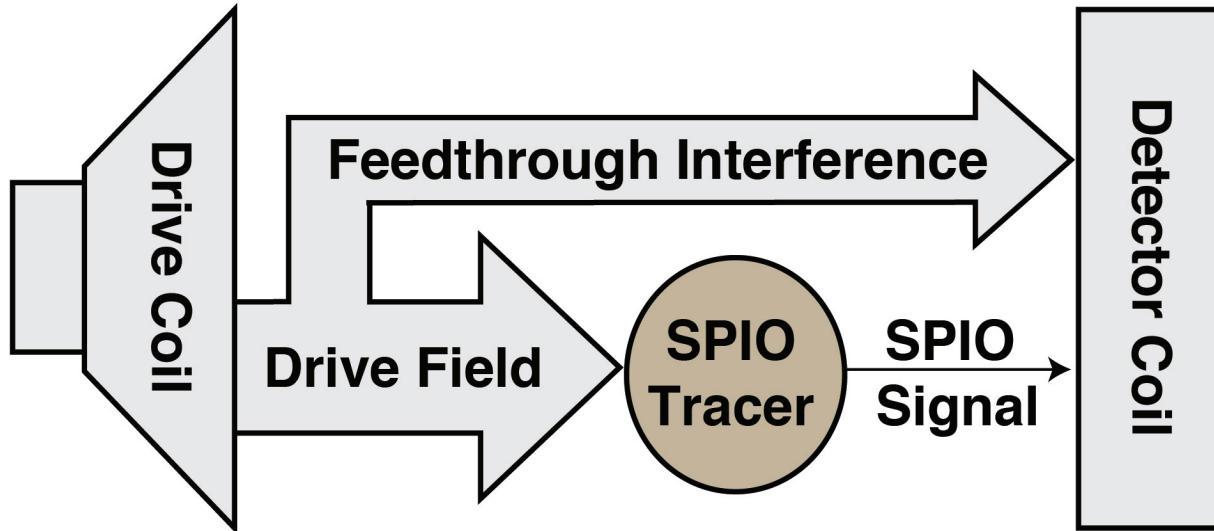 Drive Coil
Feedthrough Interference
Drive Field
SPIO
Tracer
SPIO
Signal
Detector Coil